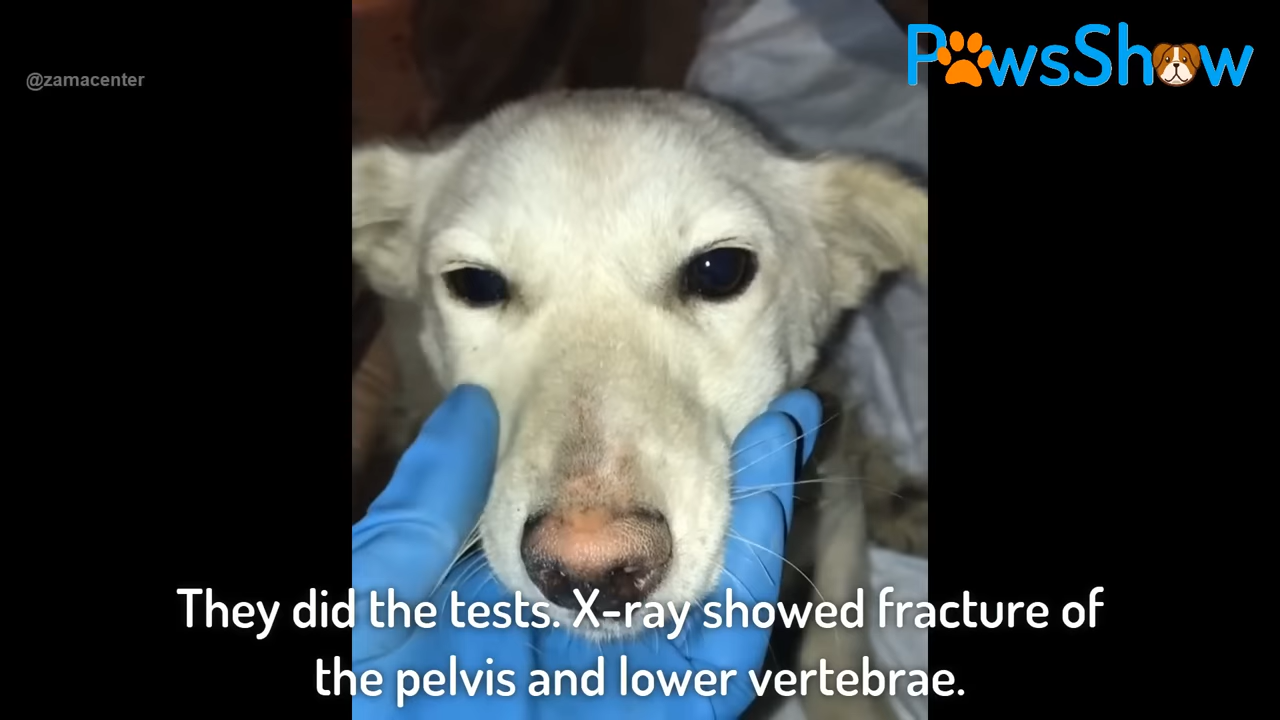 PawsShow
@zamacenter
They did the tests. X-ray showed fracture of
the pelvis and lower vertebrae.